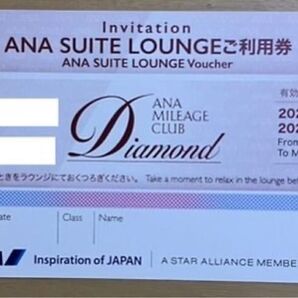 Invitation
ANA SUITE LOUNGEご利用券
ANA SUITE LOUNGE Voucher
有効
ANA
MILEAGE
CLUB
Diamond
202
202
From
To M
ときをラウンジにておくつろぎください。 Take a moment to relax in the lounge be
ate Class Name
Inspiration of JAPAN A STAR ALLIANCE MEMBE